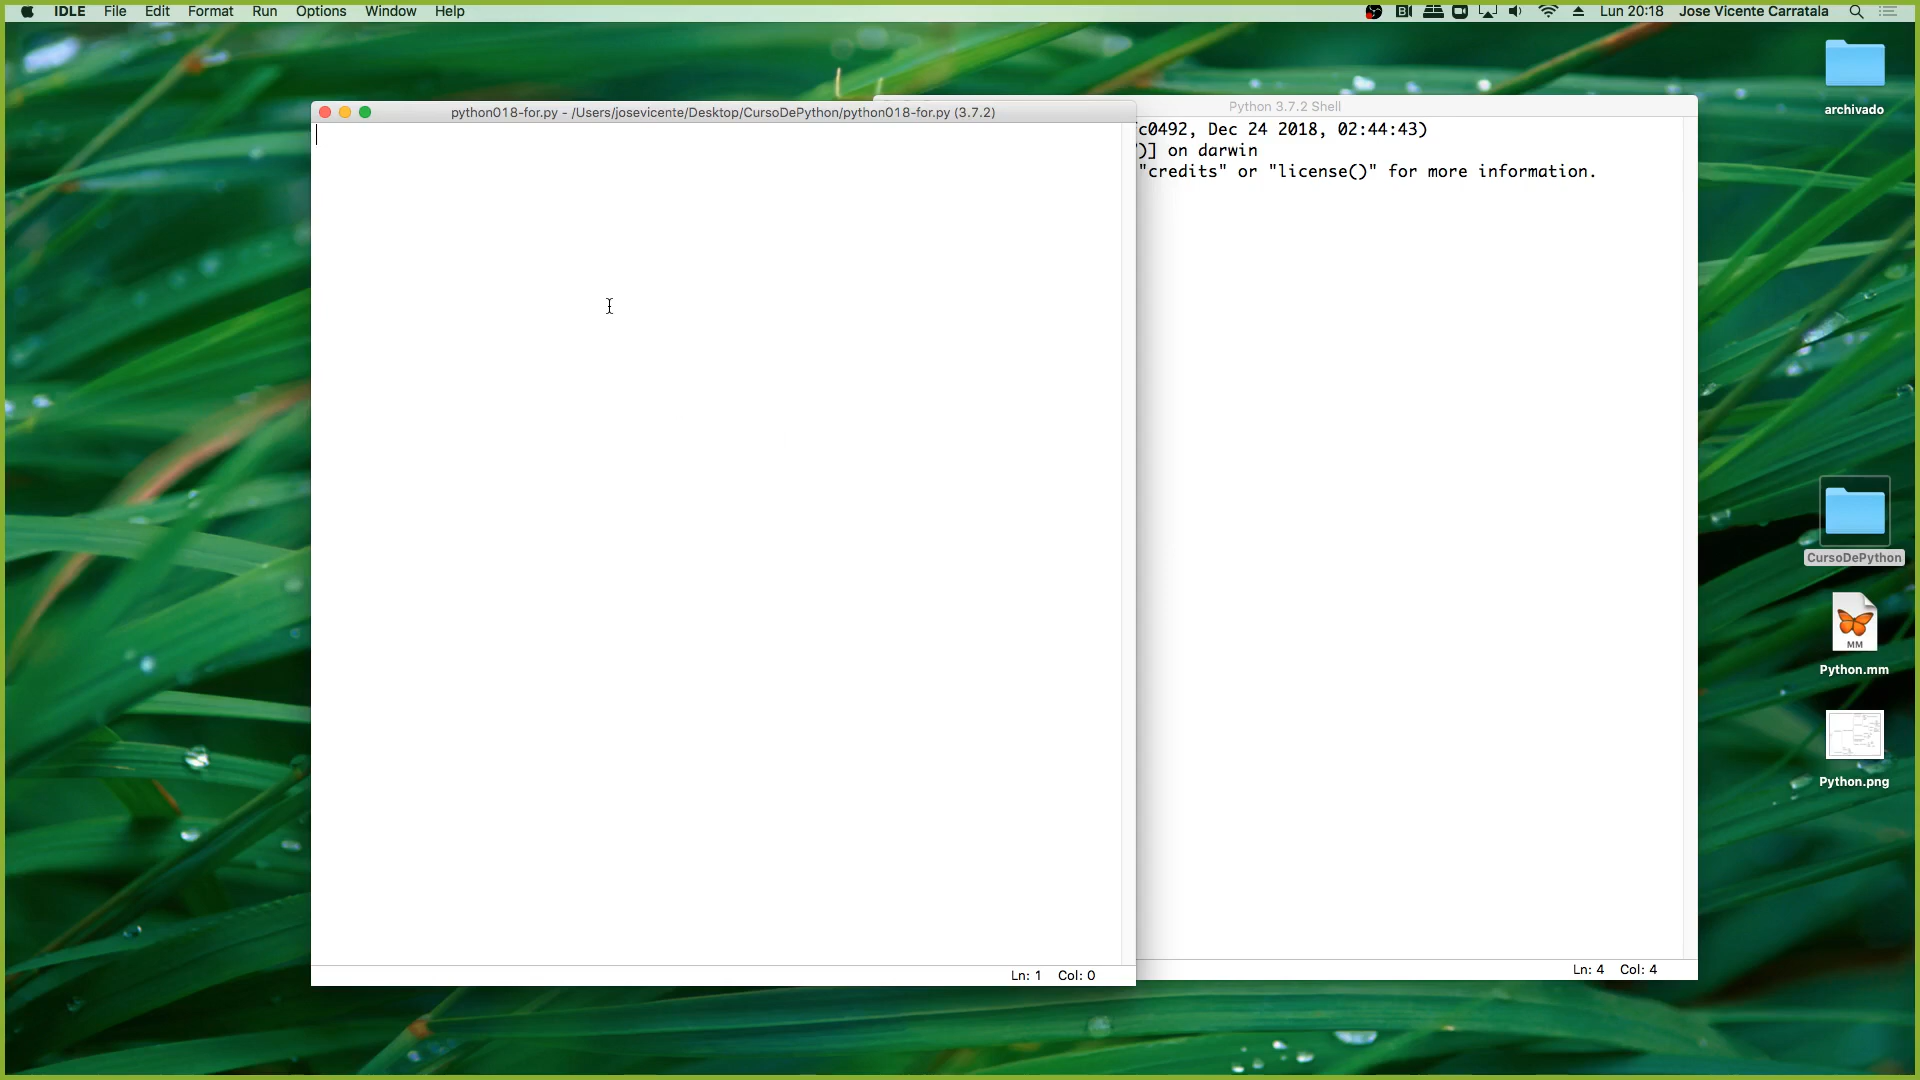 IDLE File Edit Format Run Options Window Help
Lun 20:18 Jose Vicente Carratala
archivado
python018-for.py - /Users/josevicente/Desktop/CursoDePython/python018-for.py (3.7.2)
Python 3.7.2 Shell
c0492, Dec 24 2018, 02:44:43)
)] on darwin
"credits" or "license()" for more information.
CursoDePython
MM
Python.mm
Python.png
Ln: 1 Col: 0
Ln: 4 Col: 4